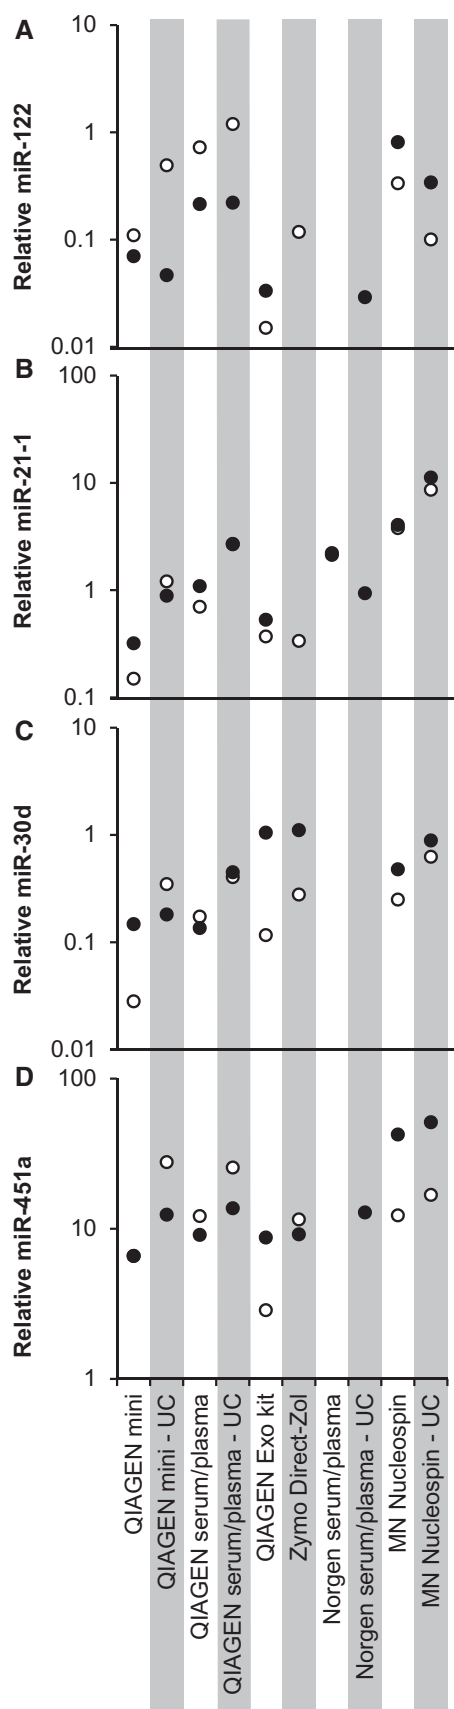 A
Relative miR-122
10
1
0.1
0.01
B
Relative miR-21-1
100
10
1
0.1
C
Relative miR-30d
10
1
0.1
0.01
D
Relative miR-451a
100
10
1
QIAGEN mini
QIAGEN mini - UC
QIAGEN serum/plasma
QIAGEN serum/plasma - UC
QIAGEN Exo kit
Zymo Direct-Zol
Norgen serum/plasma
Norgen serum/plasma - UC
MN Nucleospin
MN Nucleospin - UC